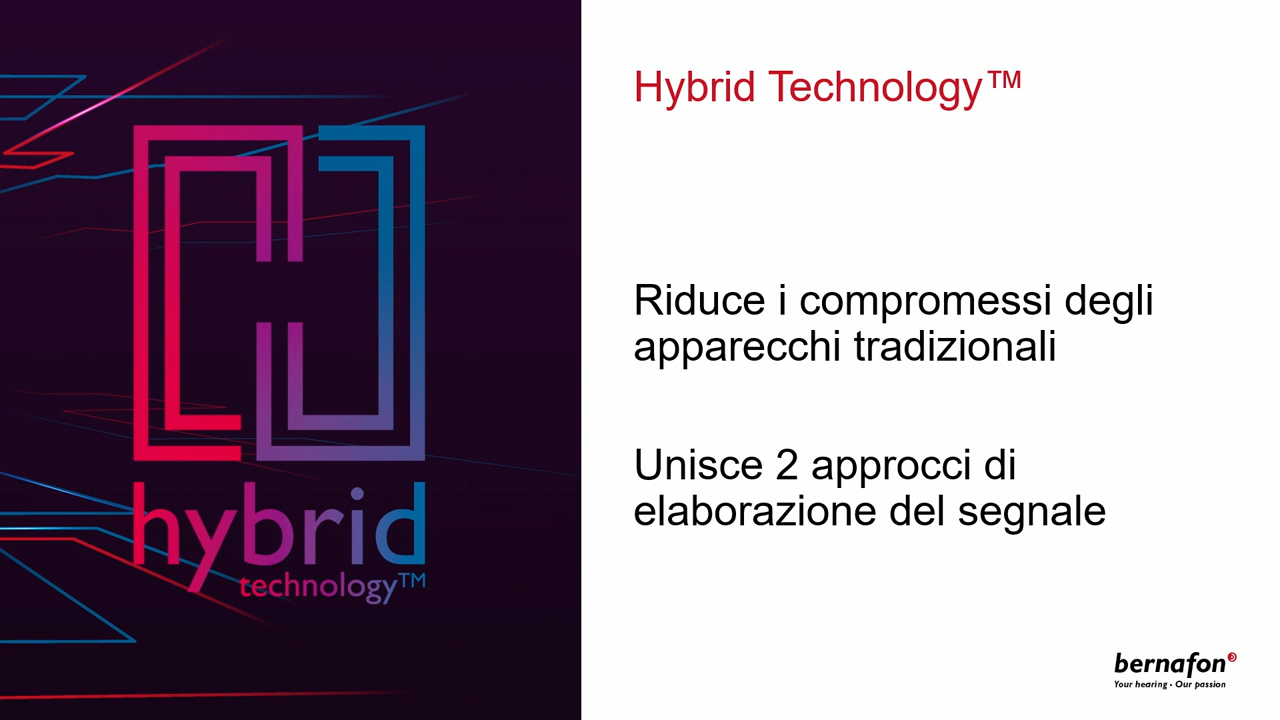 hybrid
technology™
Hybrid Technology™
Riduce i compromessi degli
apparecchi tradizionali
Unisce 2 approcci di
elaborazione del segnale
bernafon
Your hearing • Our passion